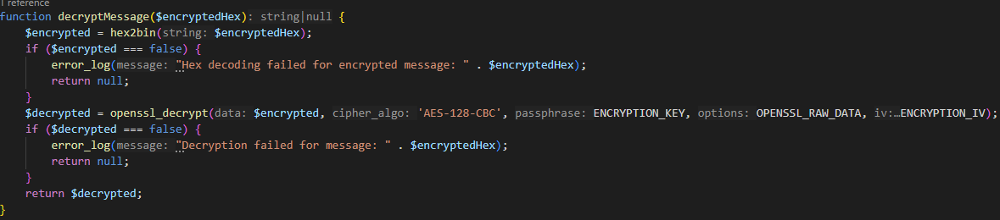 1 reference
function decryptMessage($encryptedHex): string|null {
$encrypted = hex2bin(string: $encryptedHex);
if ($encrypted === false) {
error_log(message: "Hex decoding failed for encrypted message: " . $encryptedHex);
return null;
}
$decrypted = openssl_decrypt(data: $encrypted, cipher_algo: 'AES-128-CBC', passphrase: ENCRYPTION_KEY, options: OPENSSL_RAW_DATA, iv:…ENCRYPTION_IV);
if ($decrypted === false) {
error_log(message: "Decryption failed for message: " . $encryptedHex);
return null;
}
return $decrypted;
}